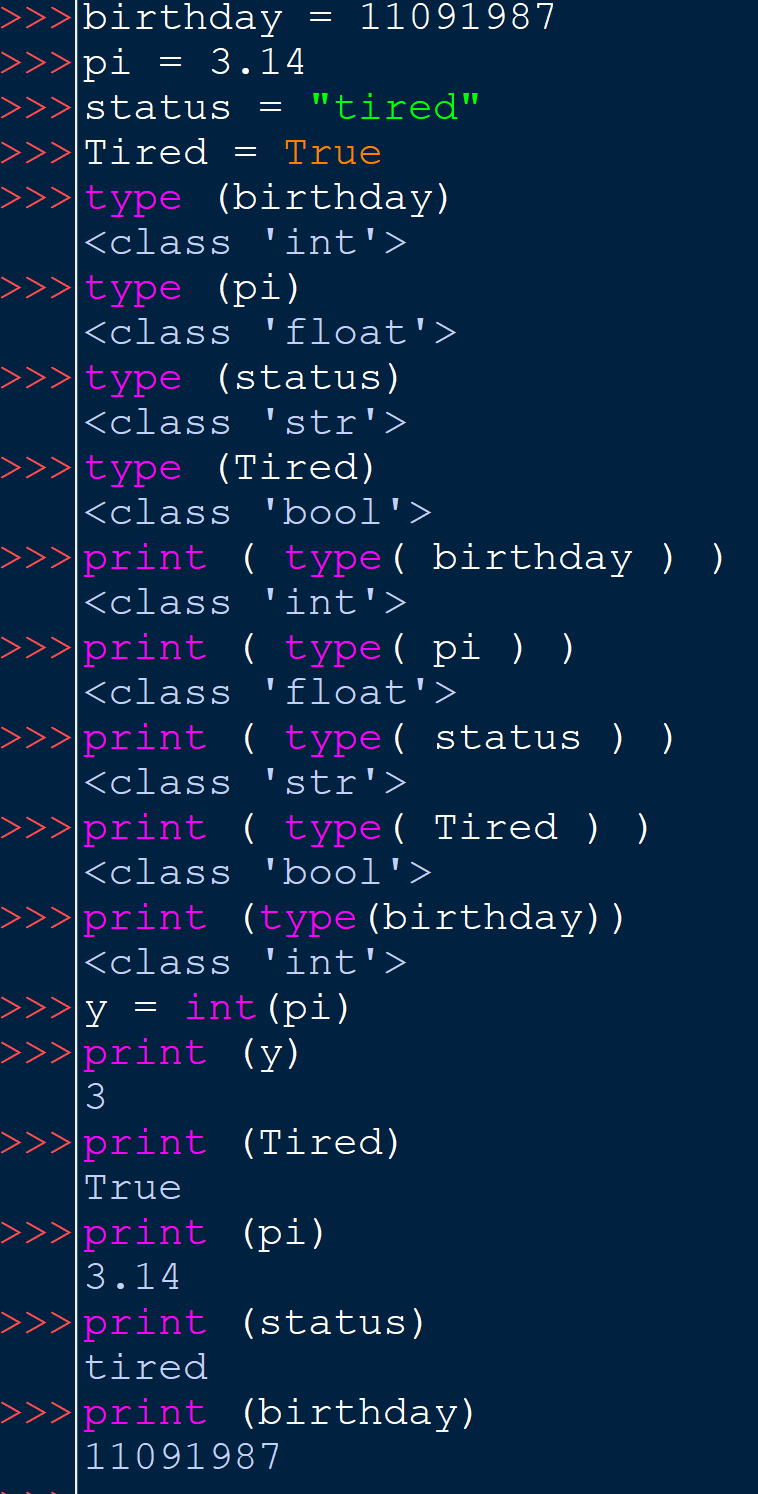 >>>birthday = 11091987
>>>pi = 3.14
>>>status = "tired"
>>>Tired = True
>>>type (birthday)
<class 'int'>
>>>type (pi)
<class 'float'>
>>>type (status)
<class 'str'>
>>>type (Tired)
<class 'bool'>
>>>print ( type( birthday ) )
<class 'int'>
>>>print ( type( pi ) )
<class 'float'>
>>>print ( type( status ) )
<class 'str'>
>>>print ( type( Tired ) )
<class 'bool'>
>>>print (type(birthday))
<class 'int'>
>>>y = int(pi)
>>>print (y)
3
>>>print (Tired)
True
>>>print (pi)
3.14
>>>print (status)
tired
>>>print (birthday)
11091987